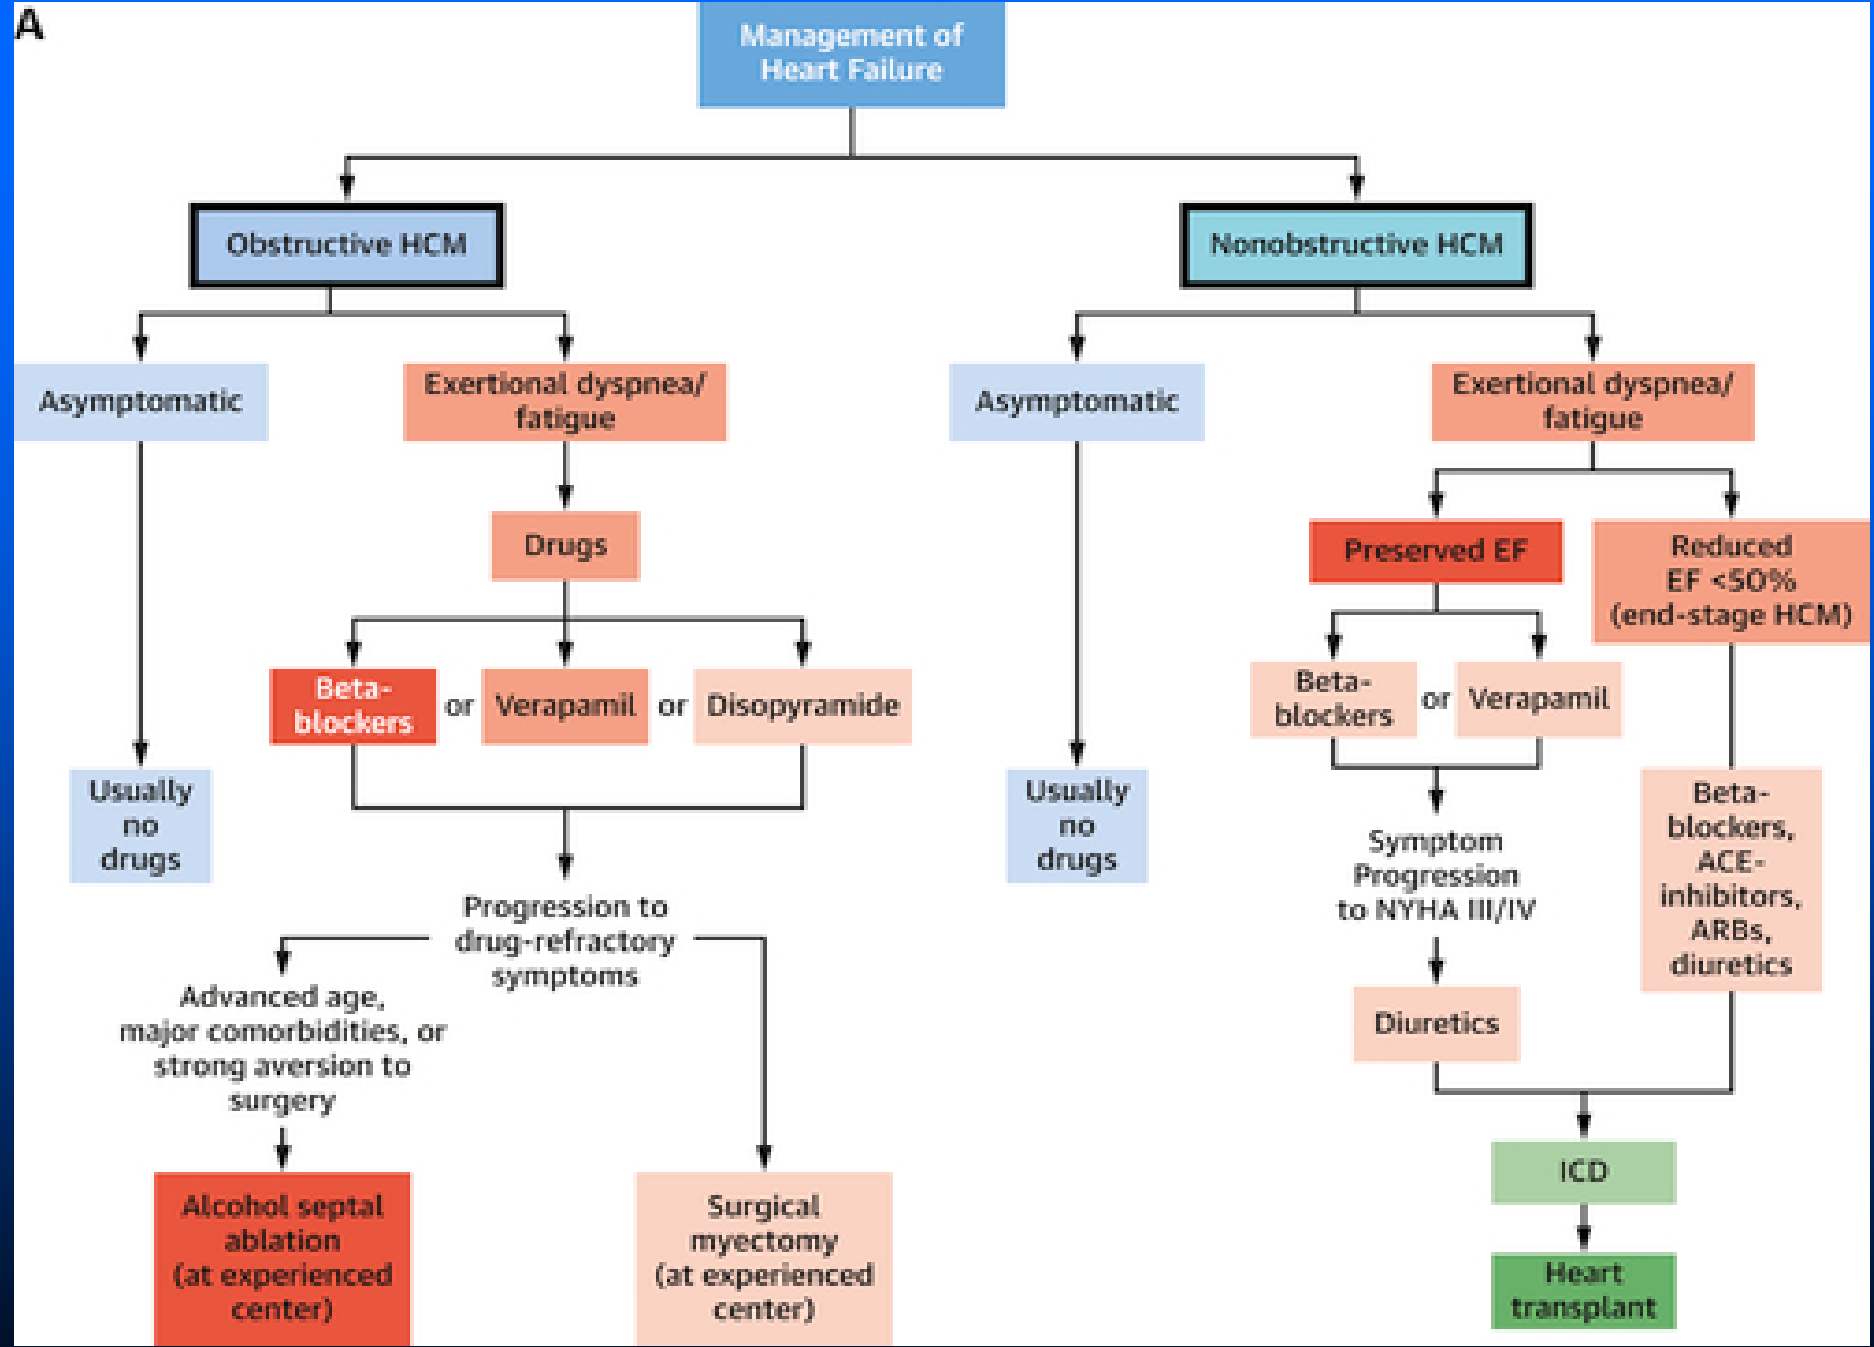 A
Management of
Heart Failure
Obstructive HCM
Nonobstructive HCM
Asymptomatic
Exertional dyspnea/
fatigue
Asymptomatic
Exertional dyspnea/
fatigue
Drugs
Preserved EF
Reduced
EF <50%
(end-stage HCM)
Beta-
blockers
or
Verapamil
or
Disopyramide
Beta-
blockers
or
Verapamil
Usually
no
drugs
Usually
no
drugs
Symptom
Progression
to NYHA III/IV
Beta-
blockers,
ACE-
inhibitors,
ARBs,
diuretics
Progression to
drug-refractory
symptoms
Advanced age,
major comorbidities, or
strong aversion to
surgery
Diuretics
Alcohol septal
ablation
(at experienced
center)
Surgical
myectomy
(at experienced
center)
ICD
Heart
transplant